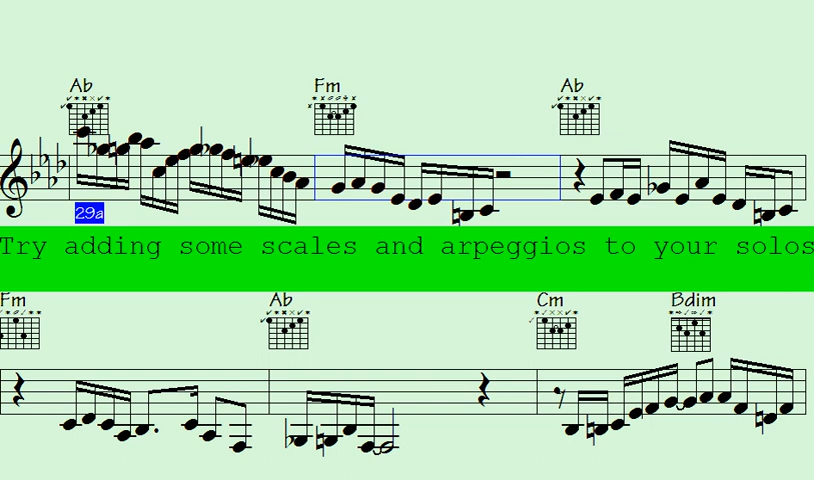 Ab Fm Ab
29a
Try adding some scales and arpeggios to your solos
Fm Ab Cm Bdim